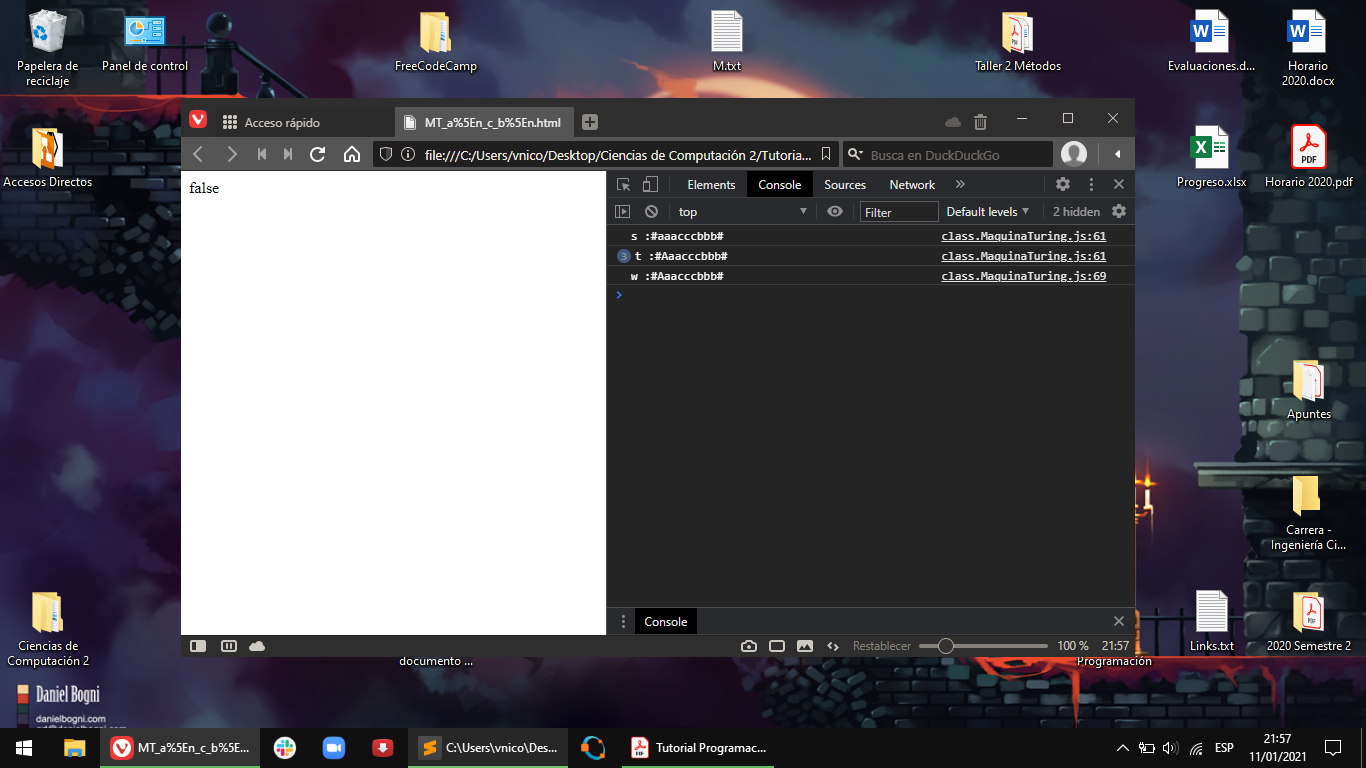 Papelera de
reciclaje
Panel de control
FreeCodeCamp
M.txt
Taller 2 Métodos
Evaluaciones.d...
Horario
2020.docx
Accesos Directos
Progreso.xlsx
Horario 2020.pdf
Acceso rápido
MT_a%5En_c_b%5En.html
file:///C:/Users/vnico/Desktop/Ciencias de Computación 2/Tutoria...
Busca en DuckDuckGo
false
Elements
Console
Sources
Network
top
Filter
Default levels
2 hidden
s :#aaacccbbb#
class.MaquinaTuring.js:61
3 t :#Aaacccbbb#
class.MaquinaTuring.js:61
w :#Aaacccbbb#
class.MaquinaTuring.js:69
Console
Restablecer
100 %
21:57
Apuntes
Carrera -
Ingeniería Ci...
Ciencias de
Computación 2
documento ...
Programación
Links.txt
2020 Semestre 2
Daniel Bogni
danielbogni.com
MT_a%5En_c_b%5E...
C:\Users\vnico\Des...
Tutorial Programac...
ESP
21:57
11/01/2021